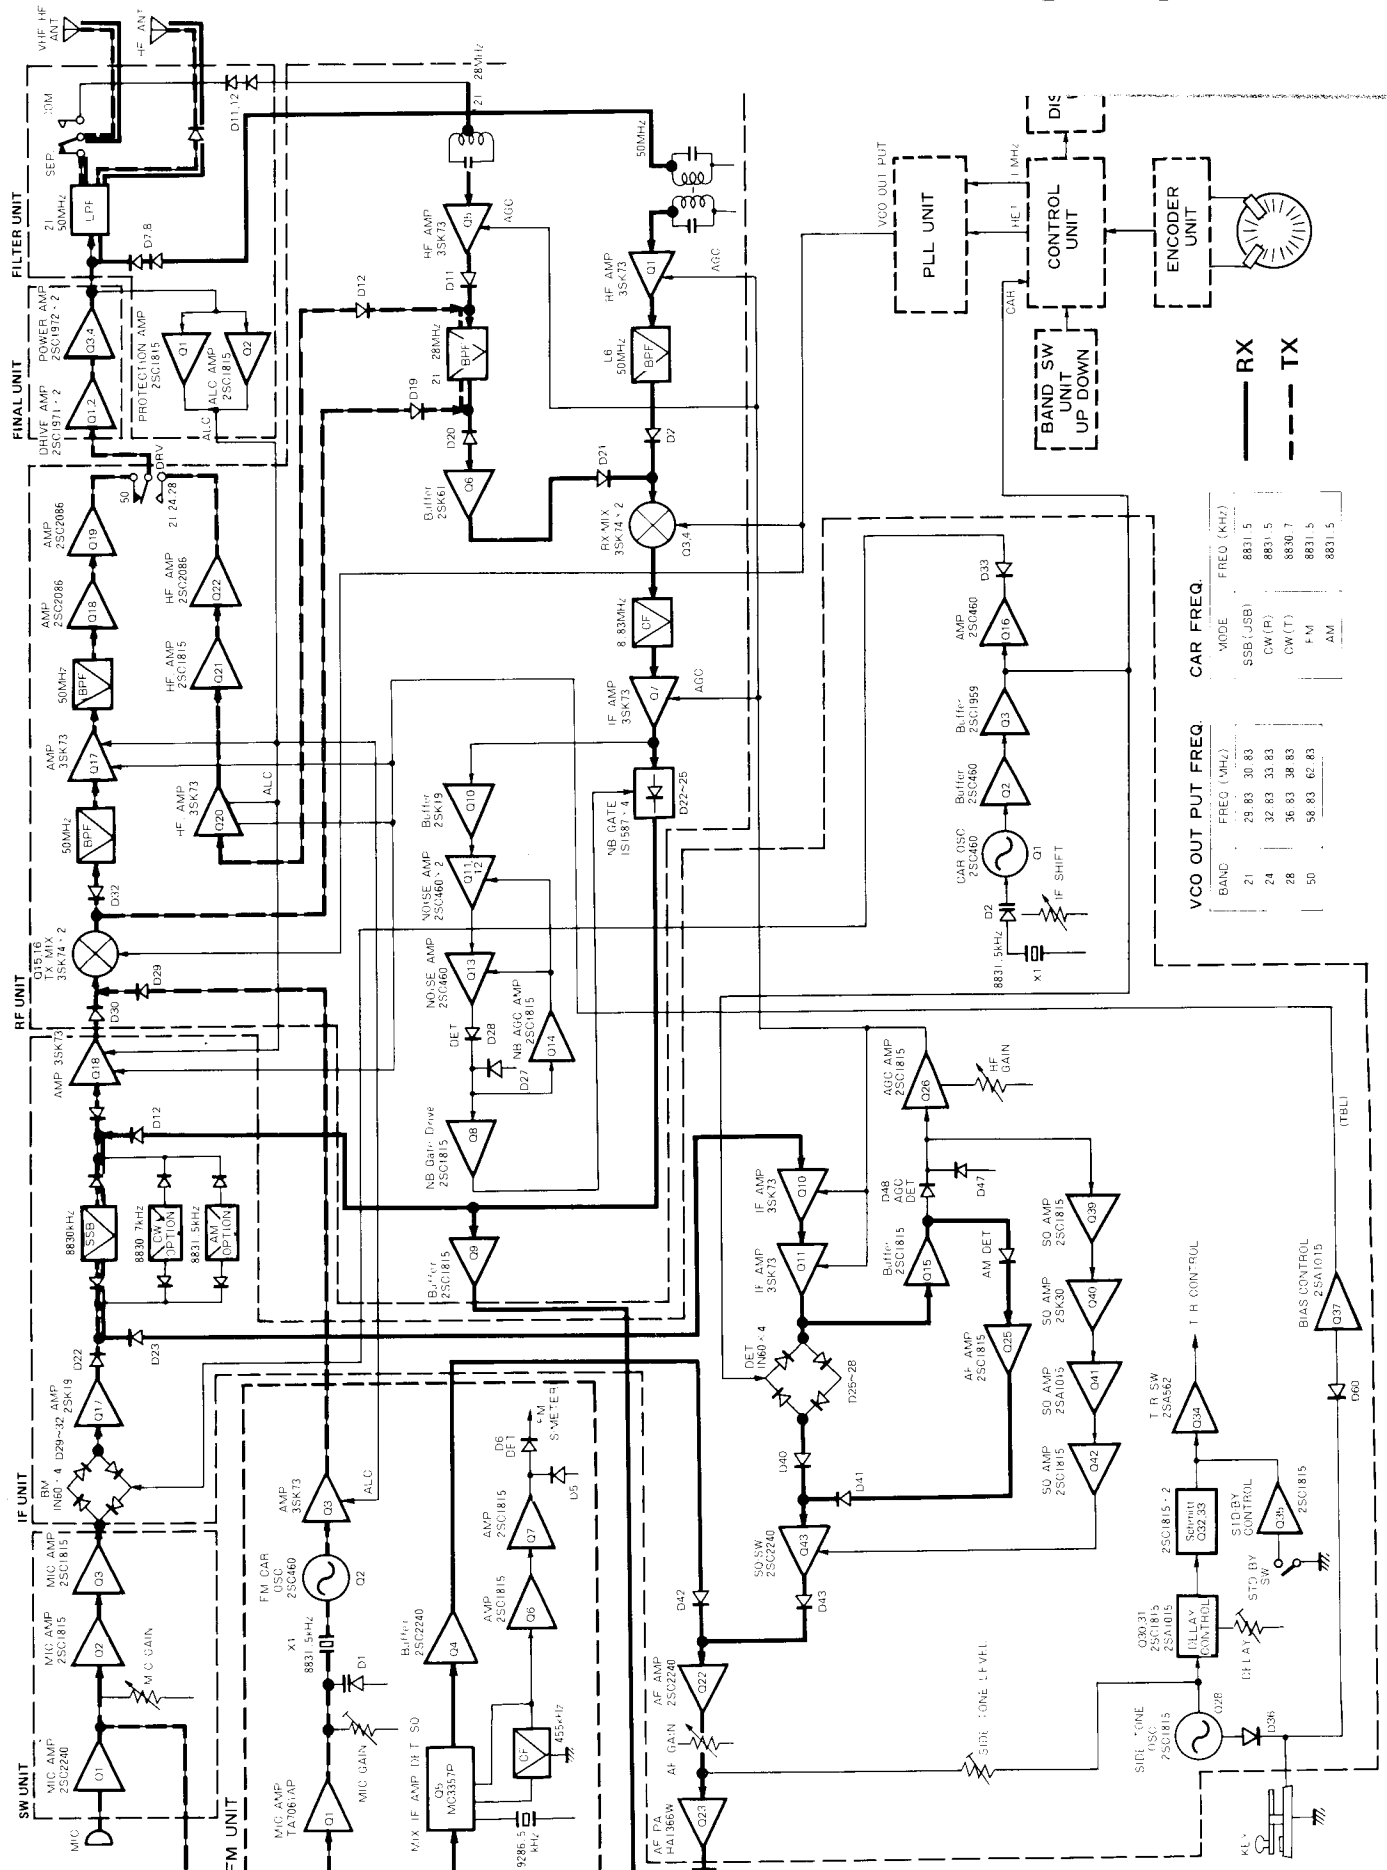 SW UNIT
MIC
MIC AMP
2SC2240
Q1
MIC AMP
2SC1815
Q2
MIC GAIN
MIC AMP
2SC1815
Q3
IF UNIT
BM
IN60×4
D29~32
AMP
2SK19
Q17
D22
D23
8830kHz
SSB
8830.7kHz
CW
OPTION
8831.5kHz
AM
OPTION
D12
AMP 3SK73
Q18
RF UNIT
D30
D29
Q15,16
TX MIX
3SK74×2
D32
50MHz
BPF
AMP
3SK73
Q17
50MHz
BPF
AMP
2SC2086
Q18
AMP
2SC2086
Q19
HF AMP
3SK73
Q20
ALC
HF AMP
2SC1815
Q21
HF AMP
2SC2086
Q22
50
DRV
21.24.28
FINAL UNIT
DRIVE AMP
2SC1971×2
Q1,2
POWER AMP
2SC1972×2
Q3,4
PROTECTION AMP
2SC1815
Q1
ALC
ALC AMP
2SC1815
Q2
FILTER UNIT
21
50MHz
LPF
SEP.
COM
D7,8
D11,12
VHF HF
ANT
HF ANT
21
28MHz
RF AMP
3SK73
Q5
AGC
D11
D12
21
28MHz
BPF
D19
D20
Buffer
2SK61
Q6
D21
50MHz
RF AMP
3SK73
Q1
AGC
L6
50MHz
BPF
D2
RX MIX
3SK74×2
Q3,4
8.83MHz
CF
IF AMP
3SK73
Q7
AGC
NB GATE
IS1587×4
D22~25
Buffer
2SK19
Q10
NOISE AMP
2SC460×2
Q11
12
NOISE AMP
2SC460
Q13
DET
D28
D27
NB AGC AMP
2SC1815
Q14
NB Gate Drive
2SC1815
Q8
Buffer
2SC1815
Q9
FM UNIT
MIC AMP
TA7061AP
Q1
MIC GAIN
D1
X1
8831.5kHz
FM CAR
OSC
2SC460
Q2
AMP
3SK73
Q3
ALC
MIX IF AMP DET SQ
Q5
MC3357P
9286.5
kHz
CF
455kHz
Buffer
2SC2240
Q4
AMP
2SC1815
Q6
AMP
2SC1815
Q7
D6
DET
D5
FM
S METER
IF AMP
3SK73
Q10
IF AMP
3SK73
Q11
DET
IN60×4
D25~28
D40
D41
SQ SW
2SC2240
Q43
D43
D42
AF AMP
2SC2240
Q22
AF GAIN
AF PA
HA1366W
Q23
Buffer
2SC1815
Q15
D48
AGC
DET
D47
AGC AMP
2SC1815
Q26
RF
GAIN
AM DET
AF AMP
2SC1815
Q25
SQ AMP
2SC1815
Q39
SQ AMP
2SK30
Q40
SQ AMP
2SA1015
Q41
SQ AMP
2SC1815
Q42
SIDE TONE LEVEL
SIDE TONE
OSC
2SC1815
Q28
D36
KEY
Q30,31
2SC1815
2SA1015
DELAY
CONTROL
DELAY
2SC1815×2
Schmitt
Q32,33
STD BY
SW
STD-BY
CONTROL
Q35
2SC1815
T R SW
2SA562
Q34
T R CONTROL
D60
BIAS CONTROL
2SA1015
Q37
(TBL)
X1
8831.5kHz
D2
IF SHIFT
CAR OSC
2SC460
Q1
Buffer
2SC460
Q2
Buffer
2SC1959
Q3
AMP
2SC460
Q16
D33
VCO OUT PUT
PLL UNIT
HET
1MHz
CAR
CONTROL
UNIT
DIS
BAND SW
UNIT
UP DOWN
ENCODER
UNIT
RX
TX
VCO OUT PUT FREQ.
BAND FREQ (MHz)
21 29.83 30.83
24 32.83 33.83
28 36.83 38.83
50 58.83 62.83
CAR FREQ.
MODE FREQ (KHz)
SSB (USB) 8831.5
CW (R) 8831.5
CW (T) 8830.7
FM 8831.5
AM 8831.5